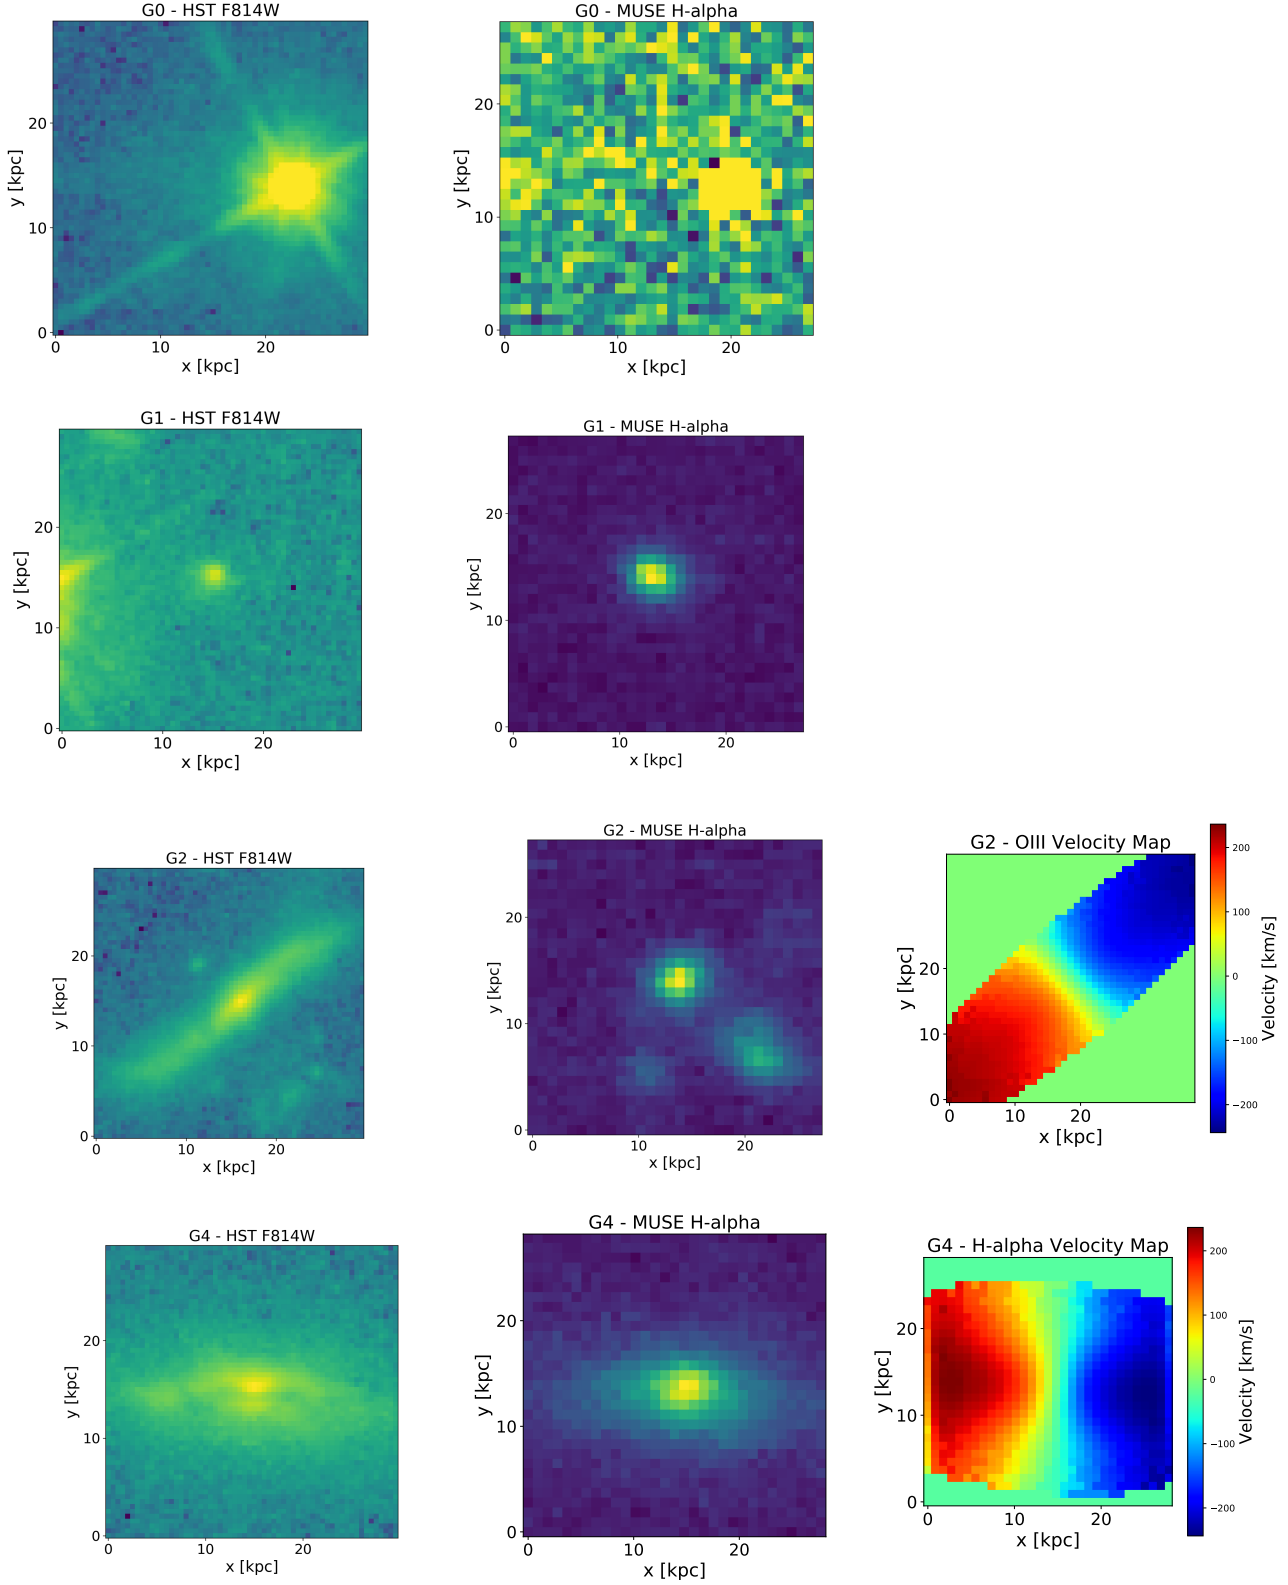 G0 - HST F814W
G0 - MUSE H-alpha
20
10
0
y [kpc]
0 10 20
x [kpc]
20
10
0
y [kpc]
0 10 20
x [kpc]
G1 - HST F814W
G1 - MUSE H-alpha
20
10
0
y [kpc]
0 10 20
x [kpc]
20
10
0
y [kpc]
0 10 20
x [kpc]
G2 - HST F814W
G2 - MUSE H-alpha
G2 - OIII Velocity Map
20
10
0
y [kpc]
0 10 20
x [kpc]
20
10
0
y [kpc]
0 10 20
x [kpc]
20
10
0
y [kpc]
0 10 20
x [kpc]
200
100
0
−100
−200
Velocity [km/s]
G4 - HST F814W
G4 - MUSE H-alpha
G4 - H-alpha Velocity Map
20
10
0
y [kpc]
0 10 20
x [kpc]
20
10
0
y [kpc]
0 10 20
x [kpc]
20
10
0
y [kpc]
0 10 20
x [kpc]
200
100
0
−100
−200
Velocity [km/s]